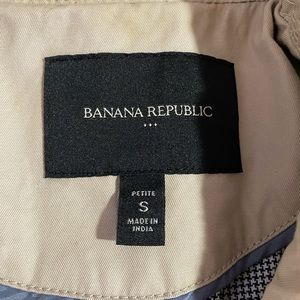 BANANA REPUBLIC
PETITE
S
MADE IN
INDIA